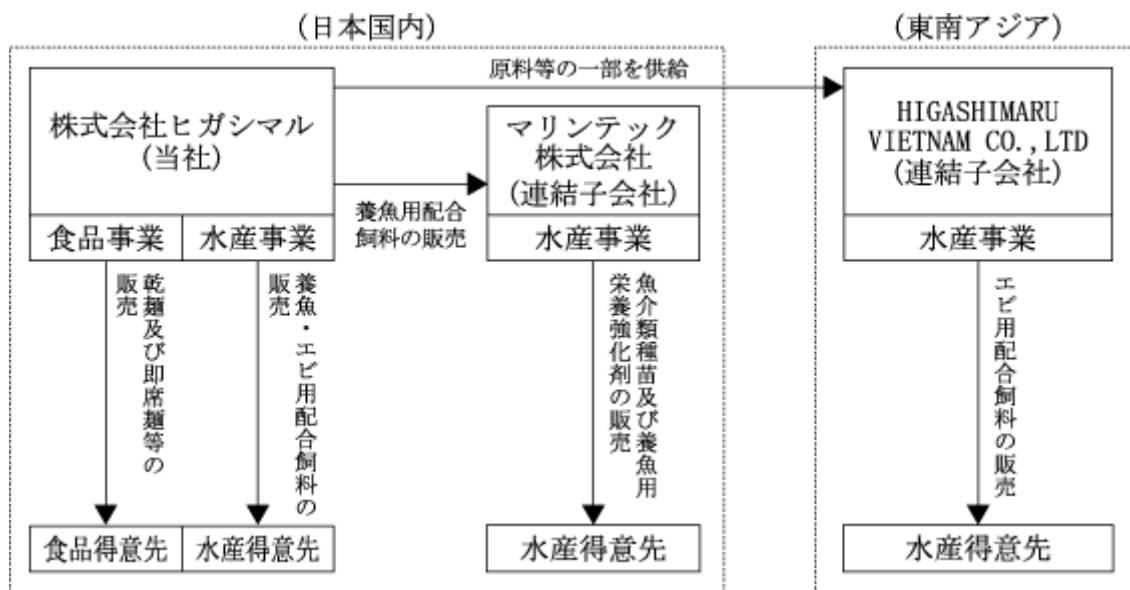 (日本国内)
(東南アジア)
原料等の一部を供給
株式会社ヒガシマル
(当社)
マリンテック
株式会社
(連結子会社)
HIGASHIMARU
VIETNAM CO.,LTD
(連結子会社)
養魚用配合
飼料の販売
食品事業
水産事業
水産事業
水産事業
乾麺及び即席麺等の
販売
養魚・エビ用配合飼料の
販売
魚介類種苗及び養魚用
栄養強化剤の販売
エビ用配合飼料の販売
食品得意先
水産得意先
水産得意先
水産得意先